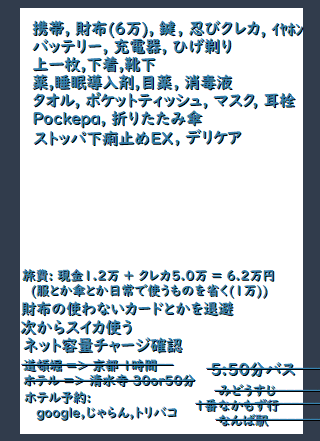 携帯, 財布(6万), 鍵, 忍びクレカ, イヤホン
バッテリー, 充電器, ひげ剃り
上一枚,下着,靴下
薬,睡眠導入剤,目薬, 消毒液
タオル, ポケットティッシュ, マスク, 耳栓
Pockepa, 折りたたみ傘
ストッパ下痢止めEX, デリケア
旅費: 現金1.2万 + クレカ5.0万 = 6.2万円
(服とか傘とか日常で使うものを省く(1万))
財布の使わないカードとかを退避
次からスイカ使う
ネット容量チャージ確認
道頓堀 => 京都 1時間
ホテル => 清水寺 30or50分
ホテル予約:
google,じゃらん,トリバコ
5:50分バス
みどうすじ
1番なかもず行
なんば駅